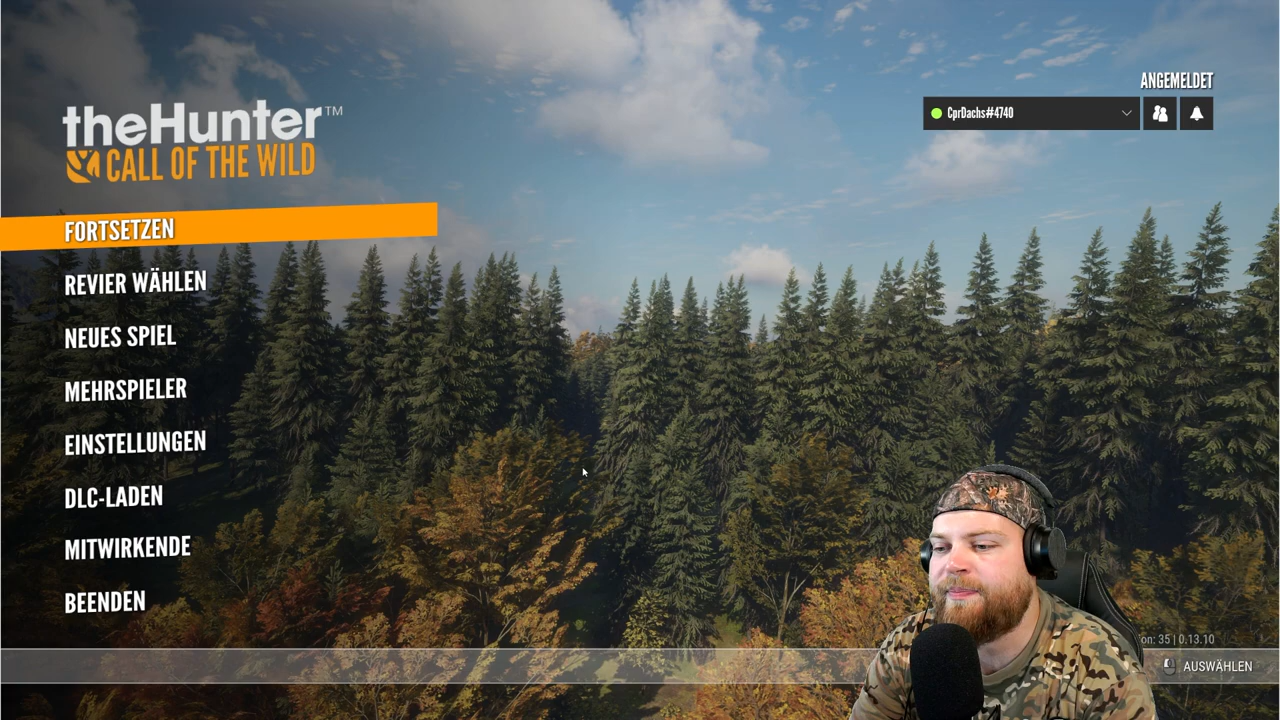 theHunter™
CALL OF THE WILD
ANGEMELDET
CprDachs#4740
FORTSETZEN
REVIER WÄHLEN
NEUES SPIEL
MEHRSPIELER
EINSTELLUNGEN
DLC-LADEN
MITWIRKENDE
BEENDEN
on: 35 | 0.13.10
AUSWÄHLEN